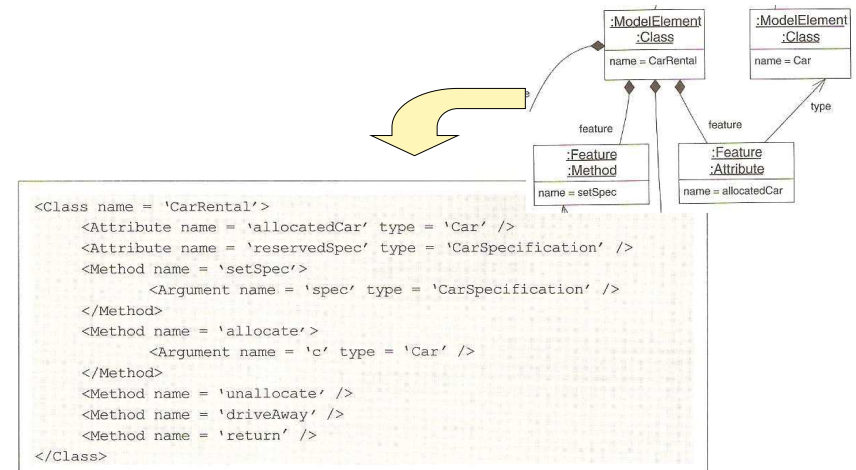 :ModelElement
:Class
name = CarRental
:ModelElement
:Class
name = Car
type
feature
feature
:Feature
:Method
name = setSpec
:Feature
:Attribute
name = allocatedCar
<Class name = 'CarRental'>
<Attribute name = 'allocatedCar' type = 'Car' />
<Attribute name = 'reservedSpec' type = 'CarSpecification' />
<Method name = 'setSpec'>
<Argument name = 'spec' type = 'CarSpecification' />
</Method>
<Method name = 'allocate'>
<Argument name = 'c' type = 'Car' />
</Method>
<Method name = 'unallocate' />
<Method name = 'driveAway' />
<Method name = 'return' />
</Class>